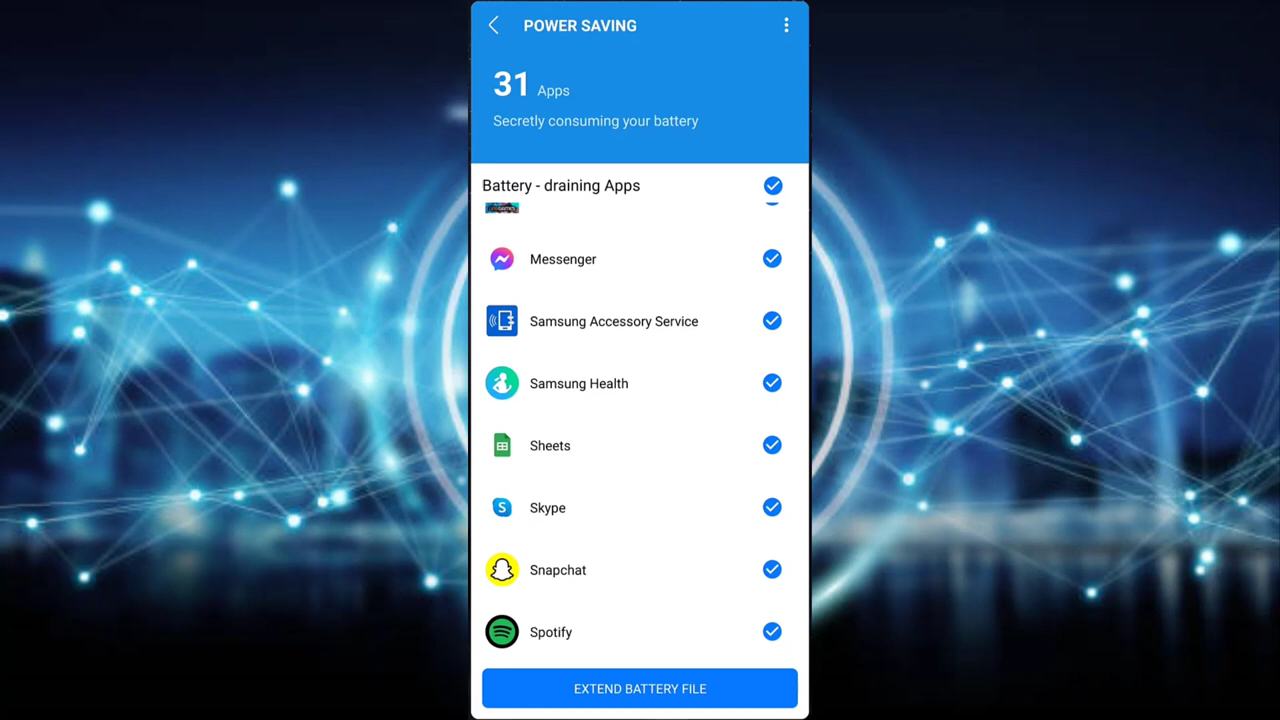 POWER SAVING
31 Apps
Secretly consuming your battery
Battery - draining Apps
Messenger
Samsung Accessory Service
Samsung Health
Sheets
Skype
Snapchat
Spotify
EXTEND BATTERY FILE